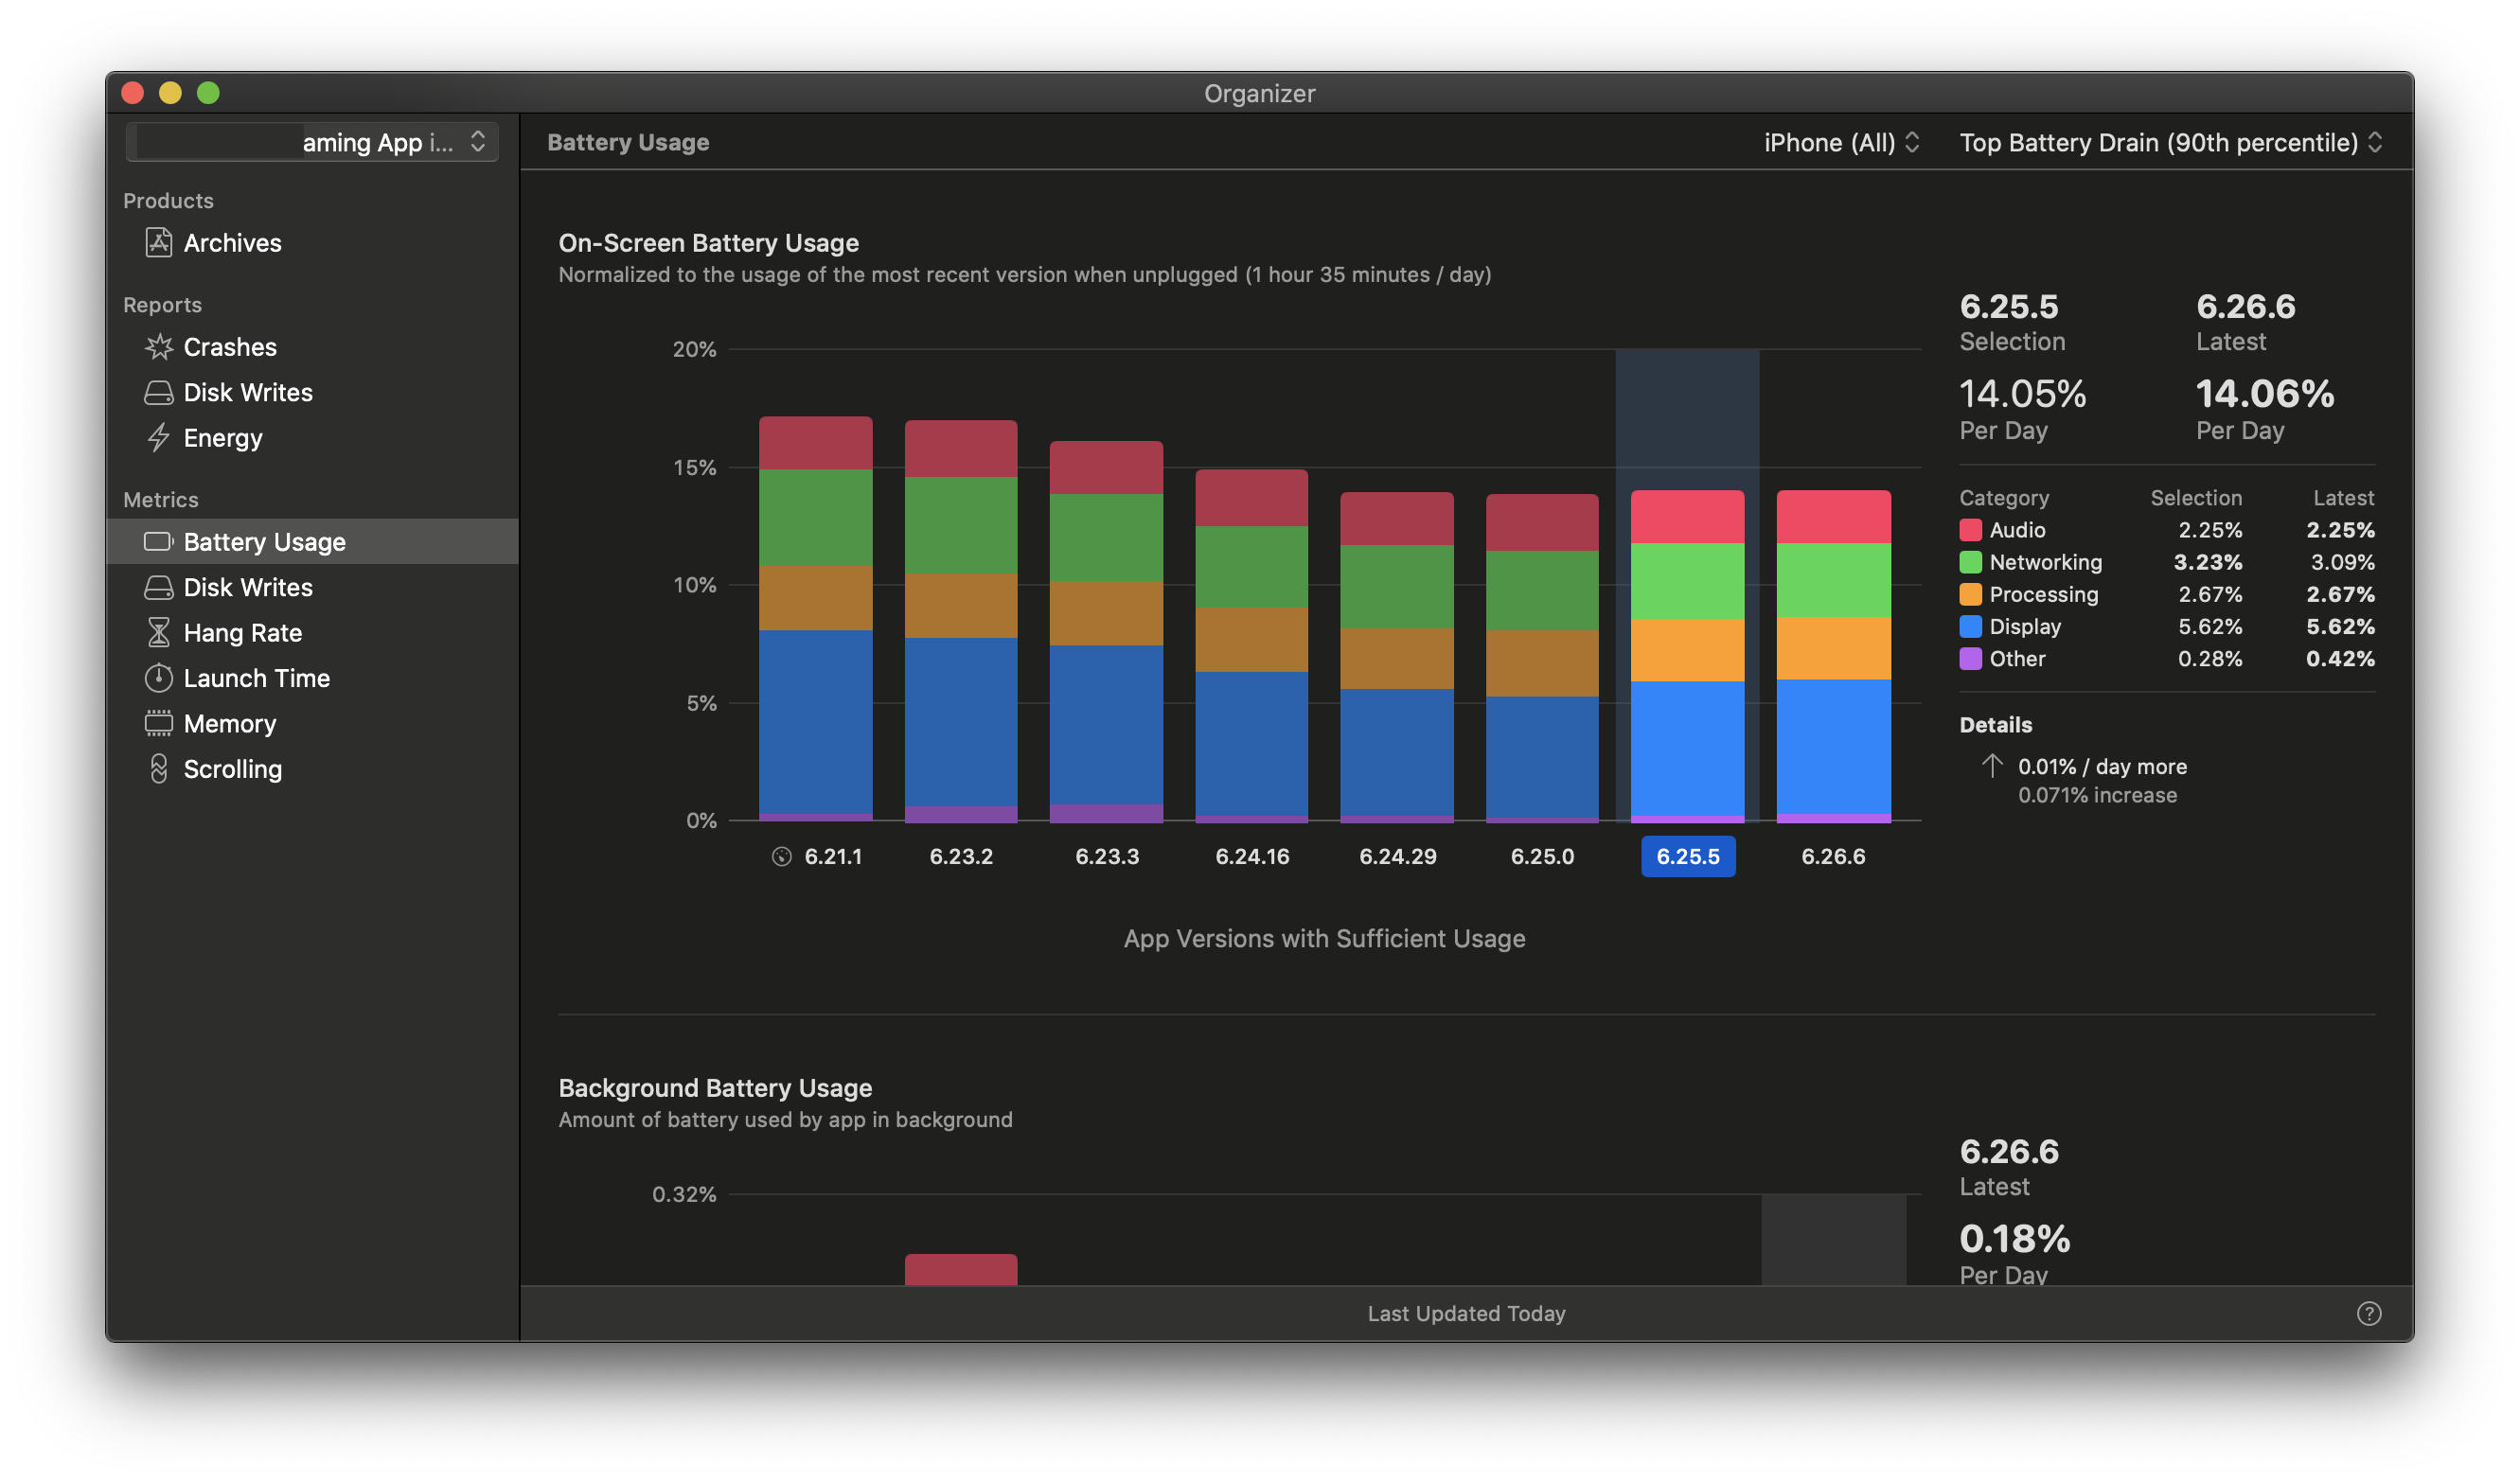 Organizer
aming App i...
Products
Archives
Reports
Crashes
Disk Writes
Energy
Metrics
Battery Usage
Disk Writes
Hang Rate
Launch Time
Memory
Scrolling
Battery Usage
iPhone (All)
Top Battery Drain (90th percentile)
On-Screen Battery Usage
Normalized to the usage of the most recent version when unplugged (1 hour 35 minutes / day)
20%
15%
10%
5%
0%
6.21.1 6.23.2 6.23.3 6.24.16 6.24.29 6.25.0 6.25.5 6.26.6
App Versions with Sufficient Usage
6.25.5 6.26.6
Selection Latest
14.05% 14.06%
Per Day Per Day
Category Selection Latest
Audio 2.25% 2.25%
Networking 3.23% 3.09%
Processing 2.67% 2.67%
Display 5.62% 5.62%
Other 0.28% 0.42%
Details
0.01% / day more
0.071% increase
Background Battery Usage
Amount of battery used by app in background
0.32%
6.26.6
Latest
0.18%
Per Day
Last Updated Today
?